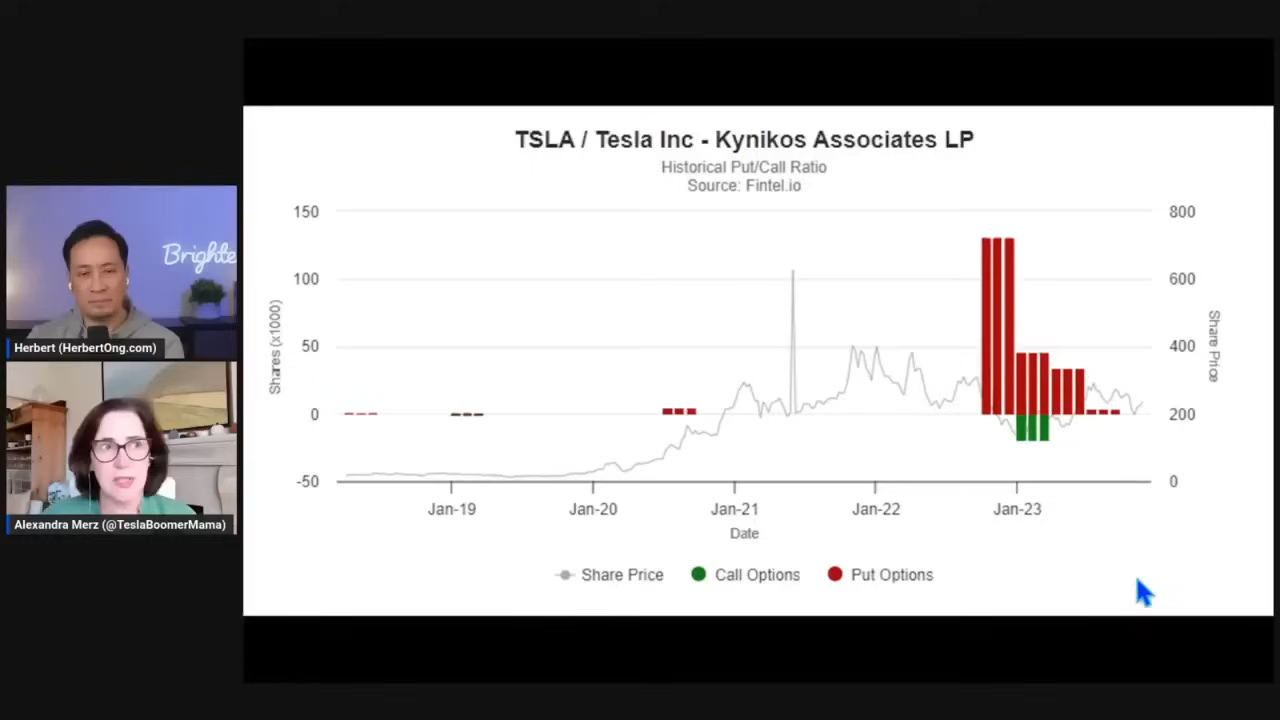 TSLA / Tesla Inc - Kynikos Associates LP
Historical Put/Call Ratio
Source: Fintel.io
150
100
50
0
-50
Shares (x1000)
800
600
400
200
0
Share Price
Jan-19
Jan-20
Jan-21
Jan-22
Jan-23
Date
Share Price
Call Options
Put Options
Brighte
Herbert (HerbertOng.com)
Alexandra Merz (@TeslaBoomerMama)